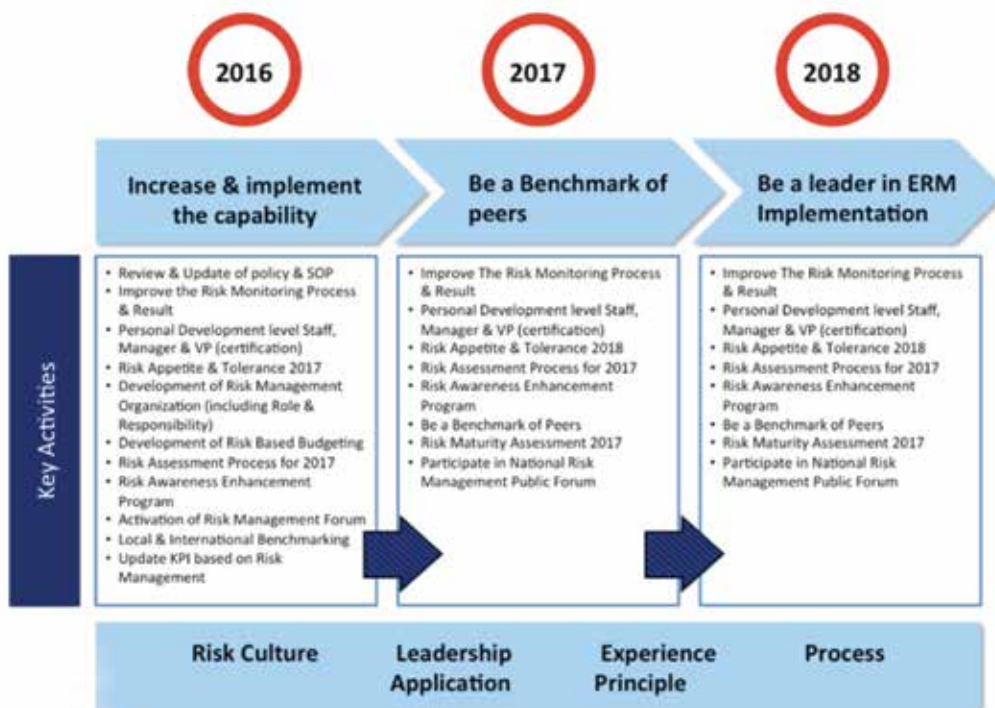 2016
2017
2018
Increase & implement
the capability
Be a Benchmark of
peers
Be a leader in ERM
Implementation
Key Activities
• Review & Update of policy & SOP
• Improve the Risk Monitoring Process
& Result
• Personal Development level Staff,
Manager & VP (certification)
• Risk Appetite & Tolerance 2017
• Development of Risk Management
Organization (including Role &
Responsibility)
• Development of Risk Based Budgeting
• Risk Assessment Process for 2017
• Risk Awareness Enhancement
Program
• Activation of Risk Management Forum
• Local & International Benchmarking
• Update KPI based on Risk
Management
• Improve The Risk Monitoring Process
& Result
• Personal Development level Staff,
Manager & VP (certification)
• Risk Appetite & Tolerance 2018
• Risk Assessment Process for 2017
• Risk Awareness Enhancement
Program
• Be a Benchmark of Peers
• Risk Maturity Assessment 2017
• Participate in National Risk
Management Public Forum
• Improve The Risk Monitoring Process
& Result
• Personal Development level Staff,
Manager & VP (certification)
• Risk Appetite & Tolerance 2018
• Risk Assessment Process for 2017
• Risk Awareness Enhancement
Program
• Be a Benchmark of Peers
• Risk Maturity Assessment 2017
• Participate in National Risk
Management Public Forum
Risk Culture
Leadership
Application
Experience
Principle
Process